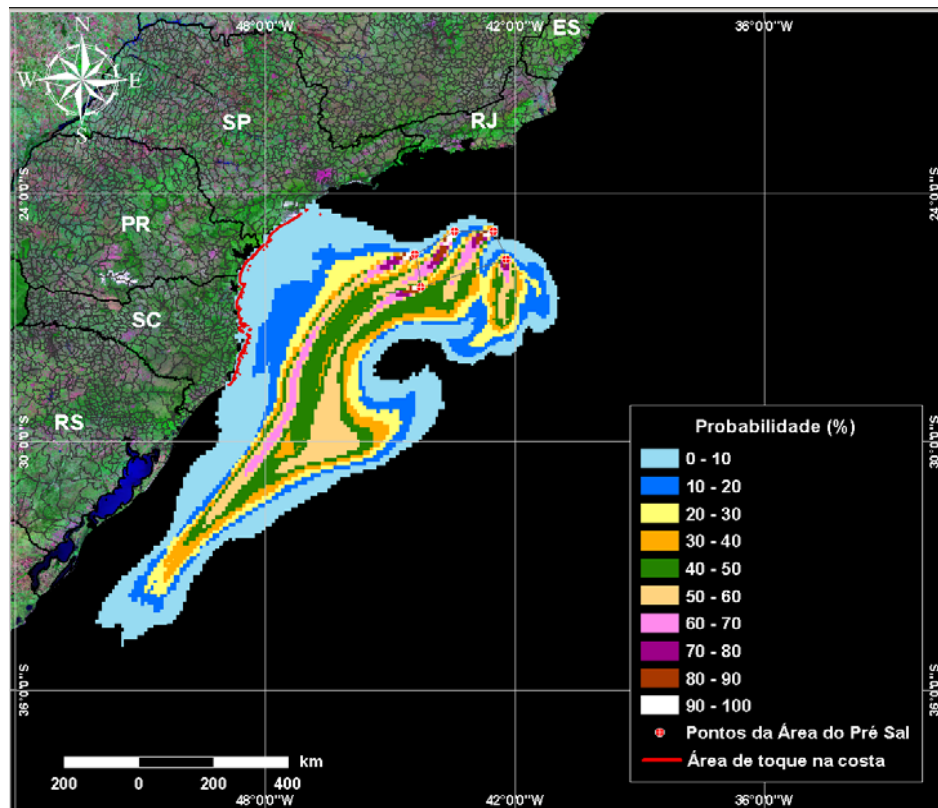 48°0'0"W 42°0'0"W 36°0'0"W
ES
N
W E
S
SP
RJ
24°0'0"S 24°0'0"S
PR
SC
RS
30°0'0"S 30°0'0"S
Probabilidade (%)
0 - 10
10 - 20
20 - 30
30 - 40
40 - 50
50 - 60
60 - 70
70 - 80
80 - 90
90 - 100
Pontos da Área do Pré Sal
Área de toque na costa
36°0'0"S 36°0'0"S
km
200 0 200 400
48°0'0"W 42°0'0"W 36°0'0"W